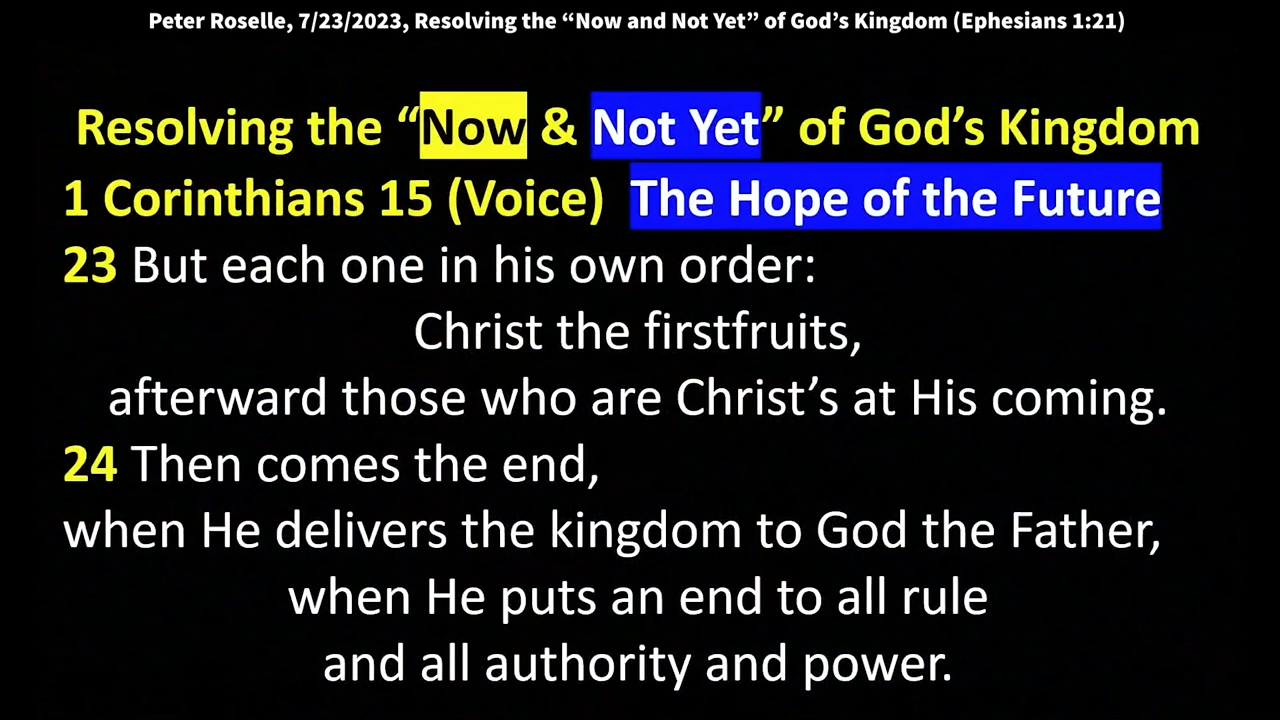 Peter Roselle, 7/23/2023, Resolving the “Now and Not Yet” of God’s Kingdom (Ephesians 1:21)
Resolving the “Now & Not Yet” of God’s Kingdom
1 Corinthians 15 (Voice) The Hope of the Future
23 But each one in his own order:
Christ the firstfruits,
afterward those who are Christ’s at His coming.
24 Then comes the end,
when He delivers the kingdom to God the Father,
when He puts an end to all rule
and all authority and power.